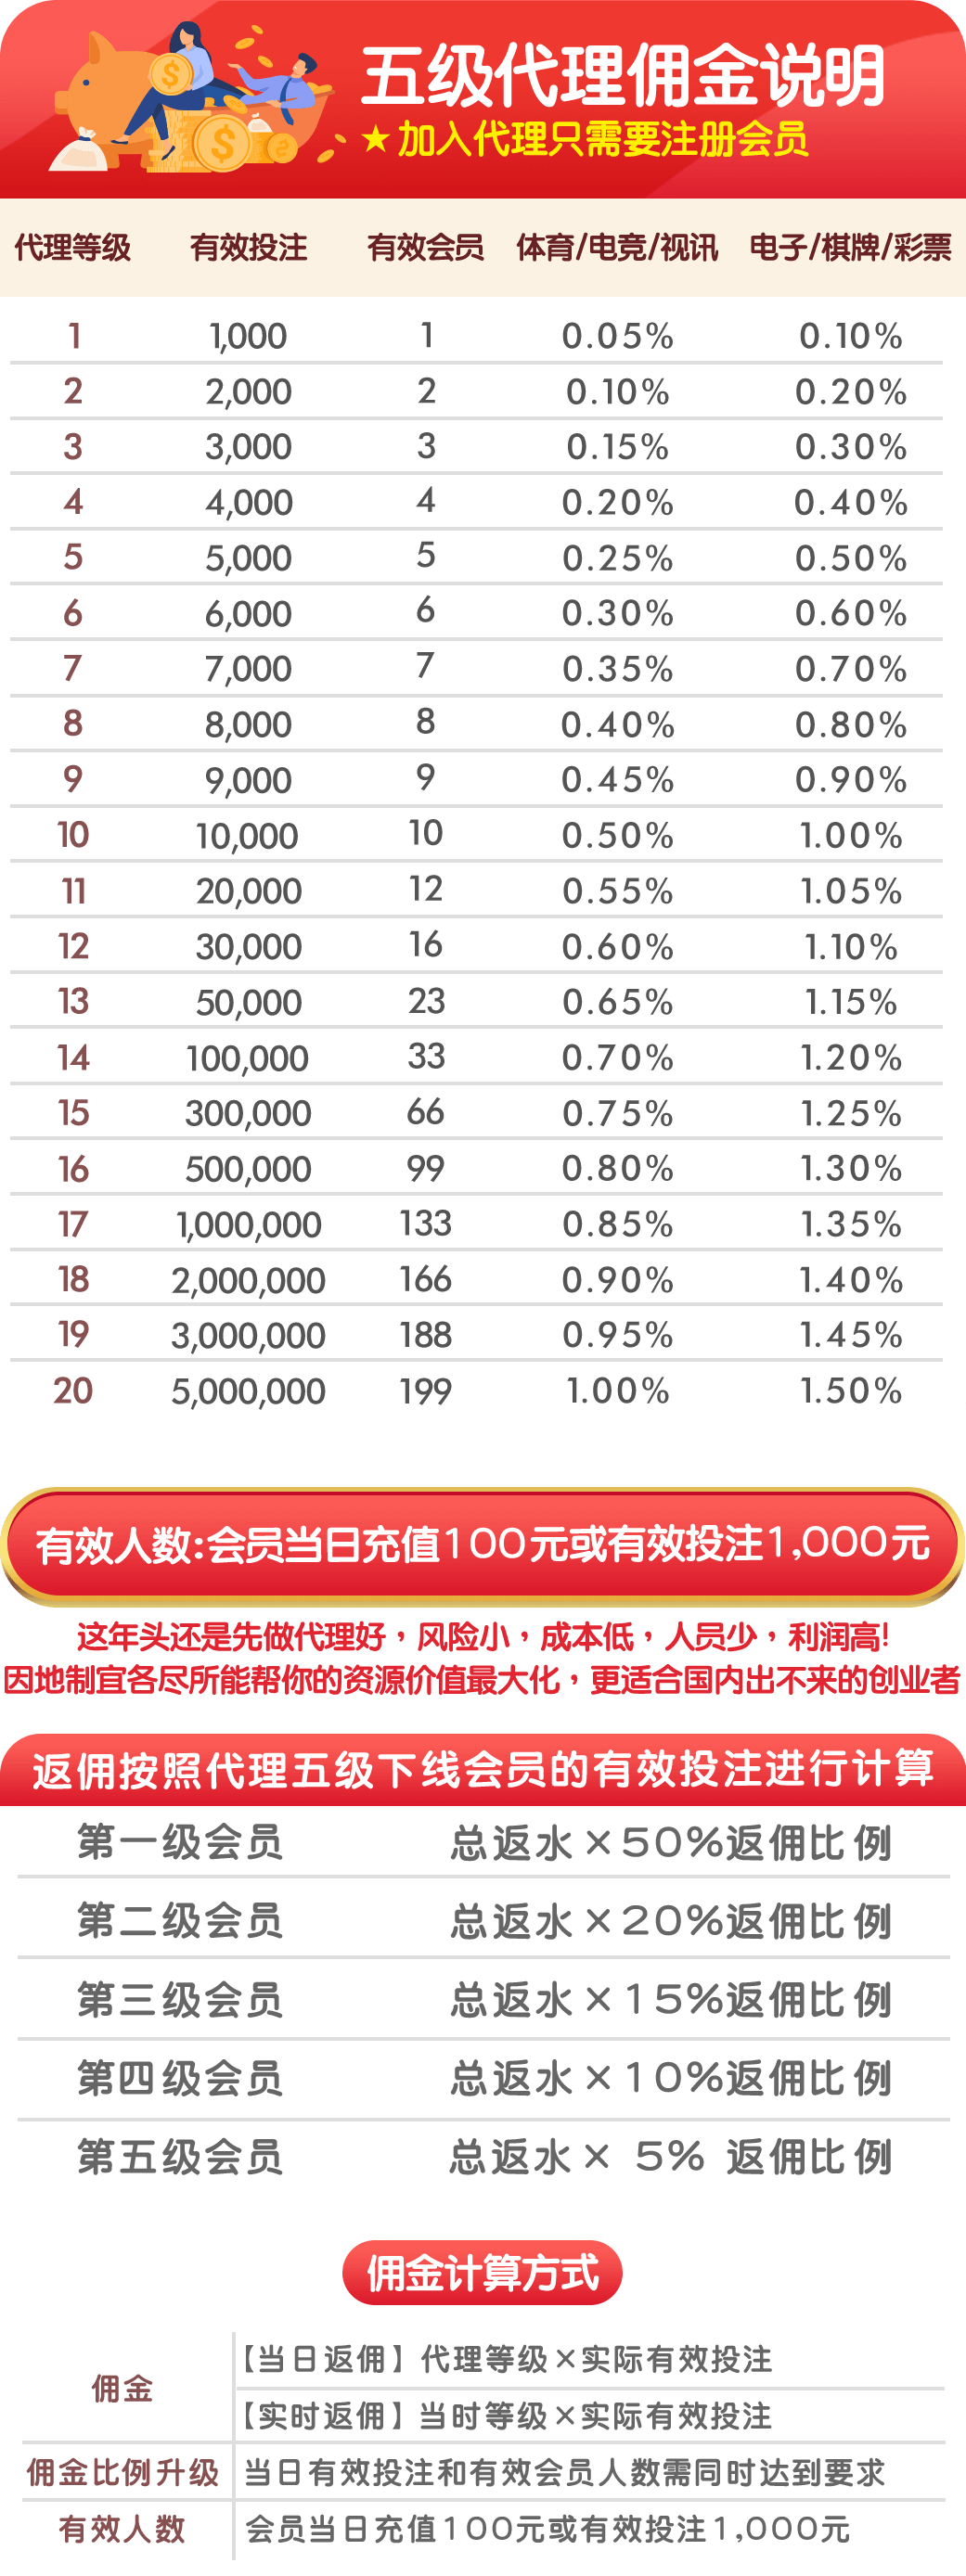 五级代理佣金说明
★加入代理只需要注册会员
代理等级 有效投注 有效会员 体育/电竞/视讯 电子/棋牌/彩票
1 1,000 1 0.05% 0.10%
2 2,000 2 0.10% 0.20%
3 3,000 3 0.15% 0.30%
4 4,000 4 0.20% 0.40%
5 5,000 5 0.25% 0.50%
6 6,000 6 0.30% 0.60%
7 7,000 7 0.35% 0.70%
8 8,000 8 0.40% 0.80%
9 9,000 9 0.45% 0.90%
10 10,000 10 0.50% 1.00%
11 20,000 12 0.55% 1.05%
12 30,000 16 0.60% 1.10%
13 50,000 23 0.65% 1.15%
14 100,000 33 0.70% 1.20%
15 300,000 66 0.75% 1.25%
16 500,000 99 0.80% 1.30%
17 1,000,000 133 0.85% 1.35%
18 2,000,000 166 0.90% 1.40%
19 3,000,000 188 0.95% 1.45%
20 5,000,000 199 1.00% 1.50%
有效人数:会员当日充值100元或有效投注1,000元
这年头还是先做代理好，风险小，成本低，人员少，利润高!
因地制宜各尽所能帮你的资源价值最大化，更适合国内出不来的创业者
返佣按照代理五级下线会员的有效投注进行计算
第一级会员 总返水×50%返佣比例
第二级会员 总返水×20%返佣比例
第三级会员 总返水×15%返佣比例
第四级会员 总返水×10%返佣比例
第五级会员 总返水× 5% 返佣比例
佣金计算方式
佣金
【当日返佣】代理等级×实际有效投注
【实时返佣】当时等级×实际有效投注
佣金比例升级 当日有效投注和有效会员人数需同时达到要求
有效人数 会员当日充值100元或有效投注1,000元